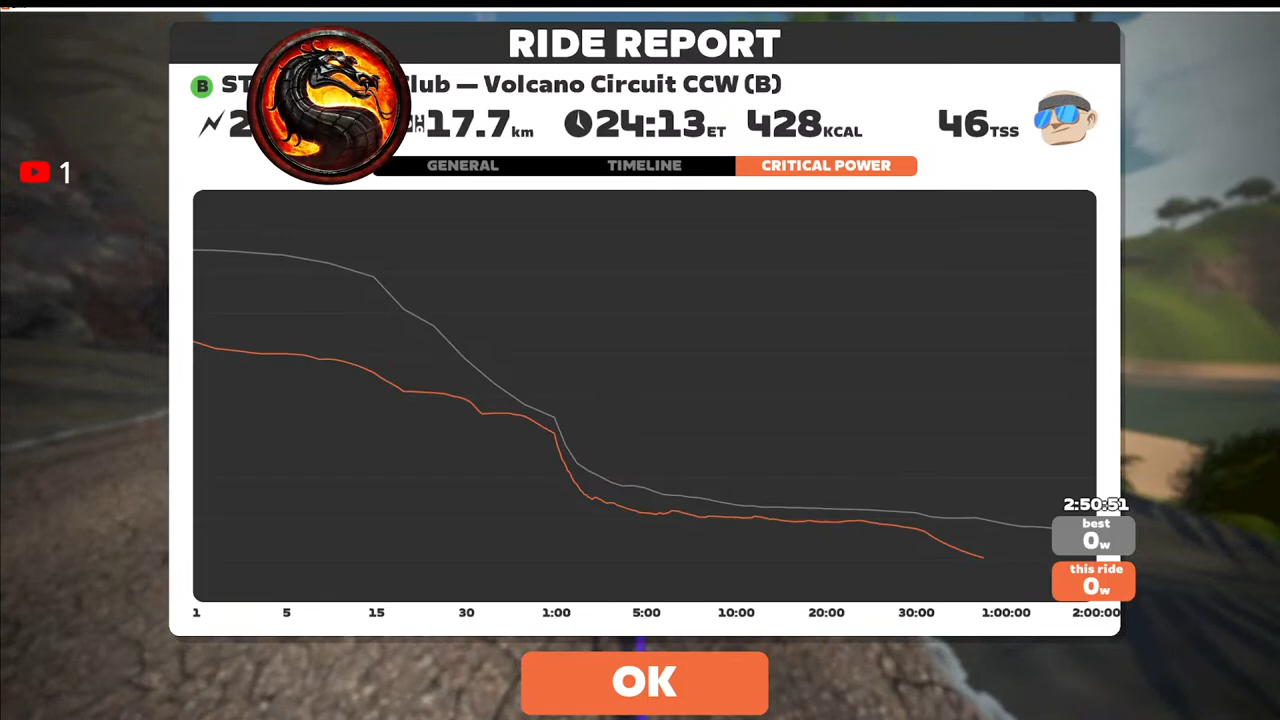 RIDE REPORT
B ST lub — Volcano Circuit CCW (B)
2 17.7km 24:13ET 428KCAL 46TSS
GENERAL TIMELINE CRITICAL POWER
1
2:50:51
best
0w
this ride
0w
1 5 15 30 1:00 5:00 10:00 20:00 30:00 1:00:00 2:00:00
OK